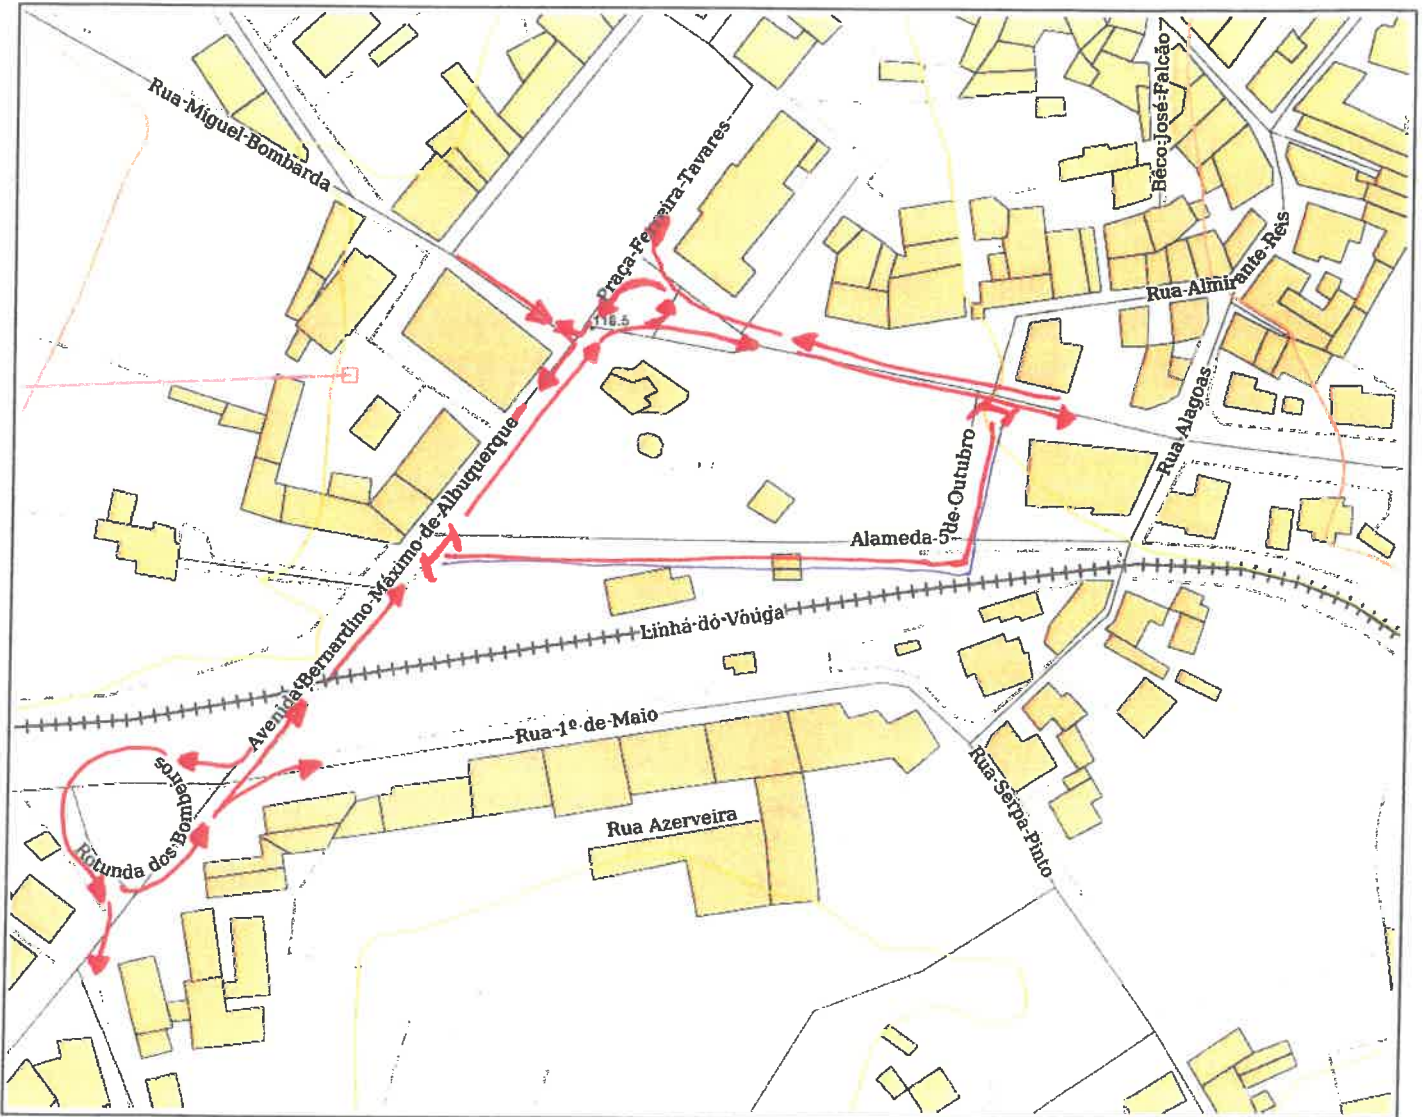 Rua-Miguel-Bombarda
Praça-Ferreira-Tavares
Bêco-José-Falcão
Rua-Almirante-Reis
116.5
Rua-Alagoas
Avenida-Bernardino-Máximo-de-Albuquerque
Alameda-5-de-Outubro
Linha-do-Vouga
Rua-1º-de-Maio
Rotunda dos-Bombeiros
Rua Azerveira
Rua-Serpa-Pinto